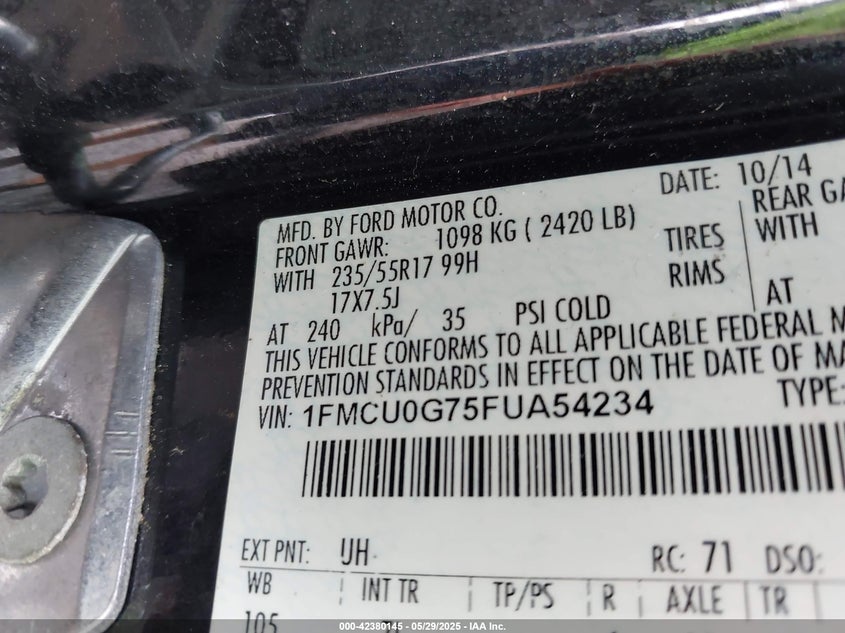 DATE: 10/14
MFD. BY FORD MOTOR CO.
FRONT GAWR: 1098 KG ( 2420 LB)
REAR
WITH 235/55R17 99H TIRES WITH
17X7.5J RIMS
AT 240 kPa/ 35 PSI COLD AT
THIS VEHICLE CONFORMS TO ALL APPLICABLE FEDERAL
PREVENTION STANDARDS IN EFFECT ON THE DATE OF
VIN: 1FMCU0G75FUA54234 TYPE:
EXT PNT: UH RC: 71 DSO:
WB INT TR TP/PS R AXLE TR
105
000-42380145 - 05/29/2025 - IAA Inc.